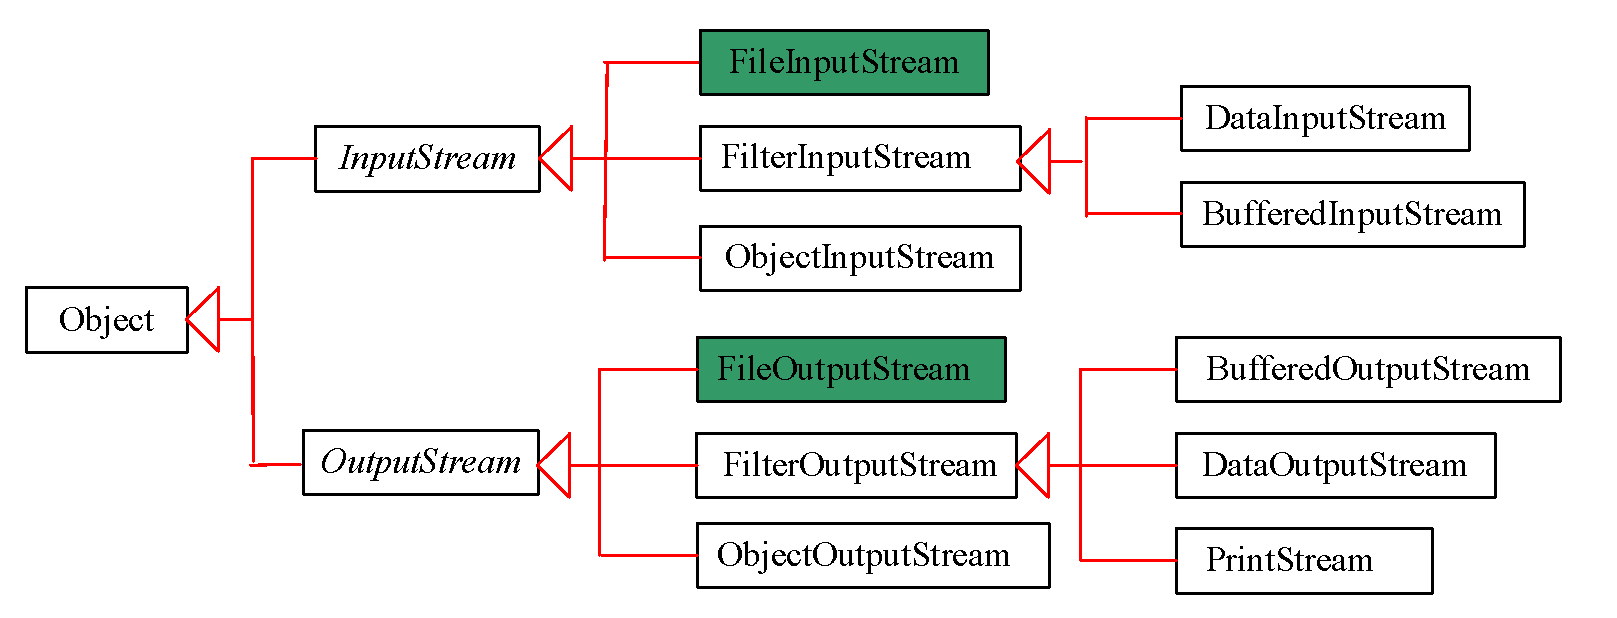 FileInputStream
DataInputStream
InputStream
FilterInputStream
BufferedInputStream
ObjectInputStream
Object
FileOutputStream
BufferedOutputStream
OutputStream
FilterOutputStream
DataOutputStream
ObjectOutputStream
PrintStream